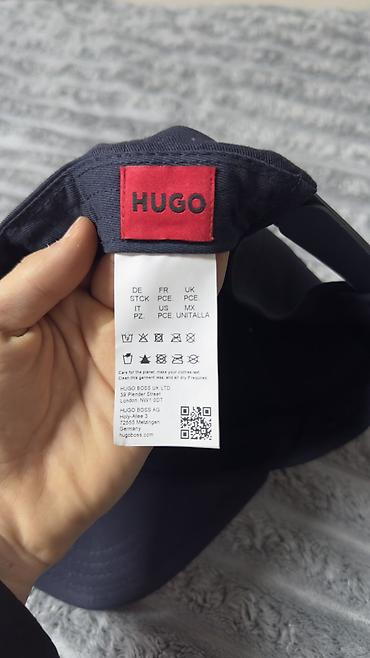 HUGO
DE FR UK
STCK PCE PCE.
IT US MX
PZ. PCE. UNITALLA
Care for the planet, make your clothes last.
Clean this garment less, and air dry if required.
HUGO BOSS UK LTD.
39 Plender Street
London. NW1 0DT
HUGO BOSS AG
Holy-Allee 3
72555 Metzingen
Germany
hugoboss.com